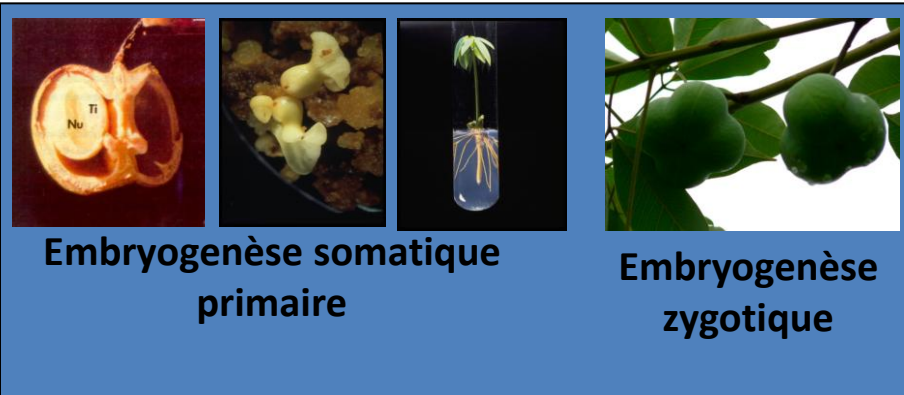 Ti
Nu
Embryogenèse somatique
primaire
Embryogenèse
zygotique